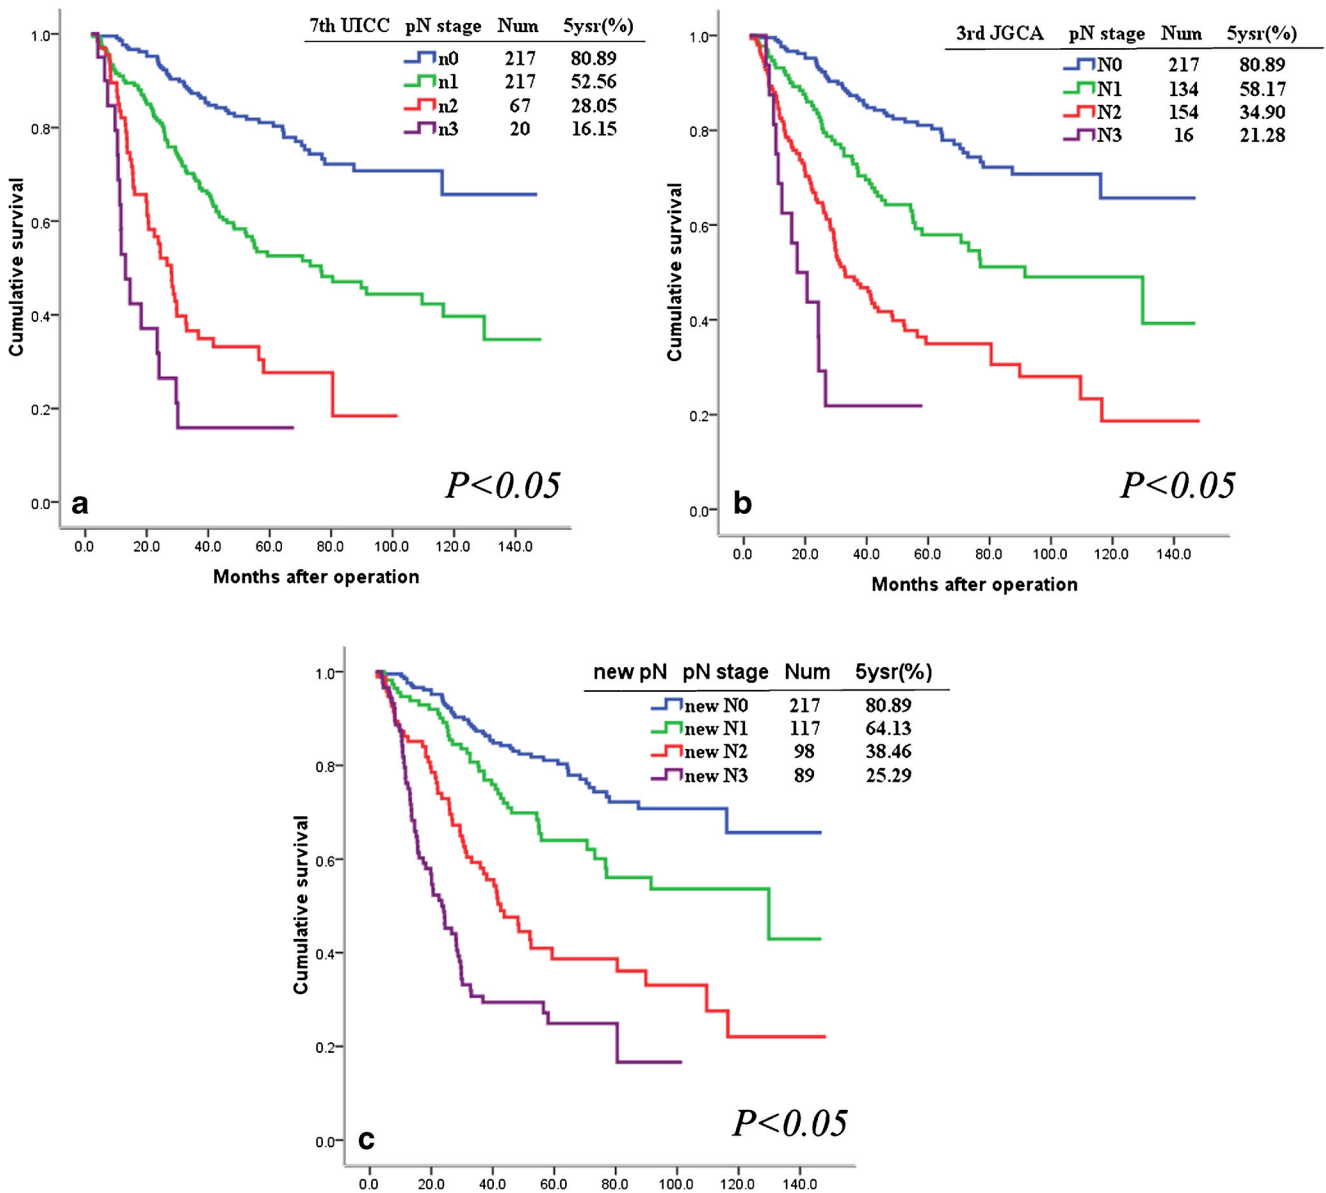 7th UICC pN stage Num 5ysr(%)
n0 217 80.89
n1 217 52.56
n2 67 28.05
n3 20 16.15
1.0
0.8
0.6
0.4
0.2
0.0
Cumulative survival
P<0.05
a
0.0 20.0 40.0 60.0 80.0 100.0 120.0 140.0
Months after operation
3rd JGCA pN stage Num 5ysr(%)
N0 217 80.89
N1 134 58.17
N2 154 34.90
N3 16 21.28
1.0
0.8
0.6
0.4
0.2
0.0
Cumulative survival
P<0.05
b
0.0 20.0 40.0 60.0 80.0 100.0 120.0 140.0
Months after operation
new pN pN stage Num 5ysr(%)
new N0 217 80.89
new N1 117 64.13
new N2 98 38.46
new N3 89 25.29
1.0
0.8
0.6
0.4
0.2
0.0
Cumulative survival
P<0.05
c
0.0 20.0 40.0 60.0 80.0 100.0 120.0 140.0